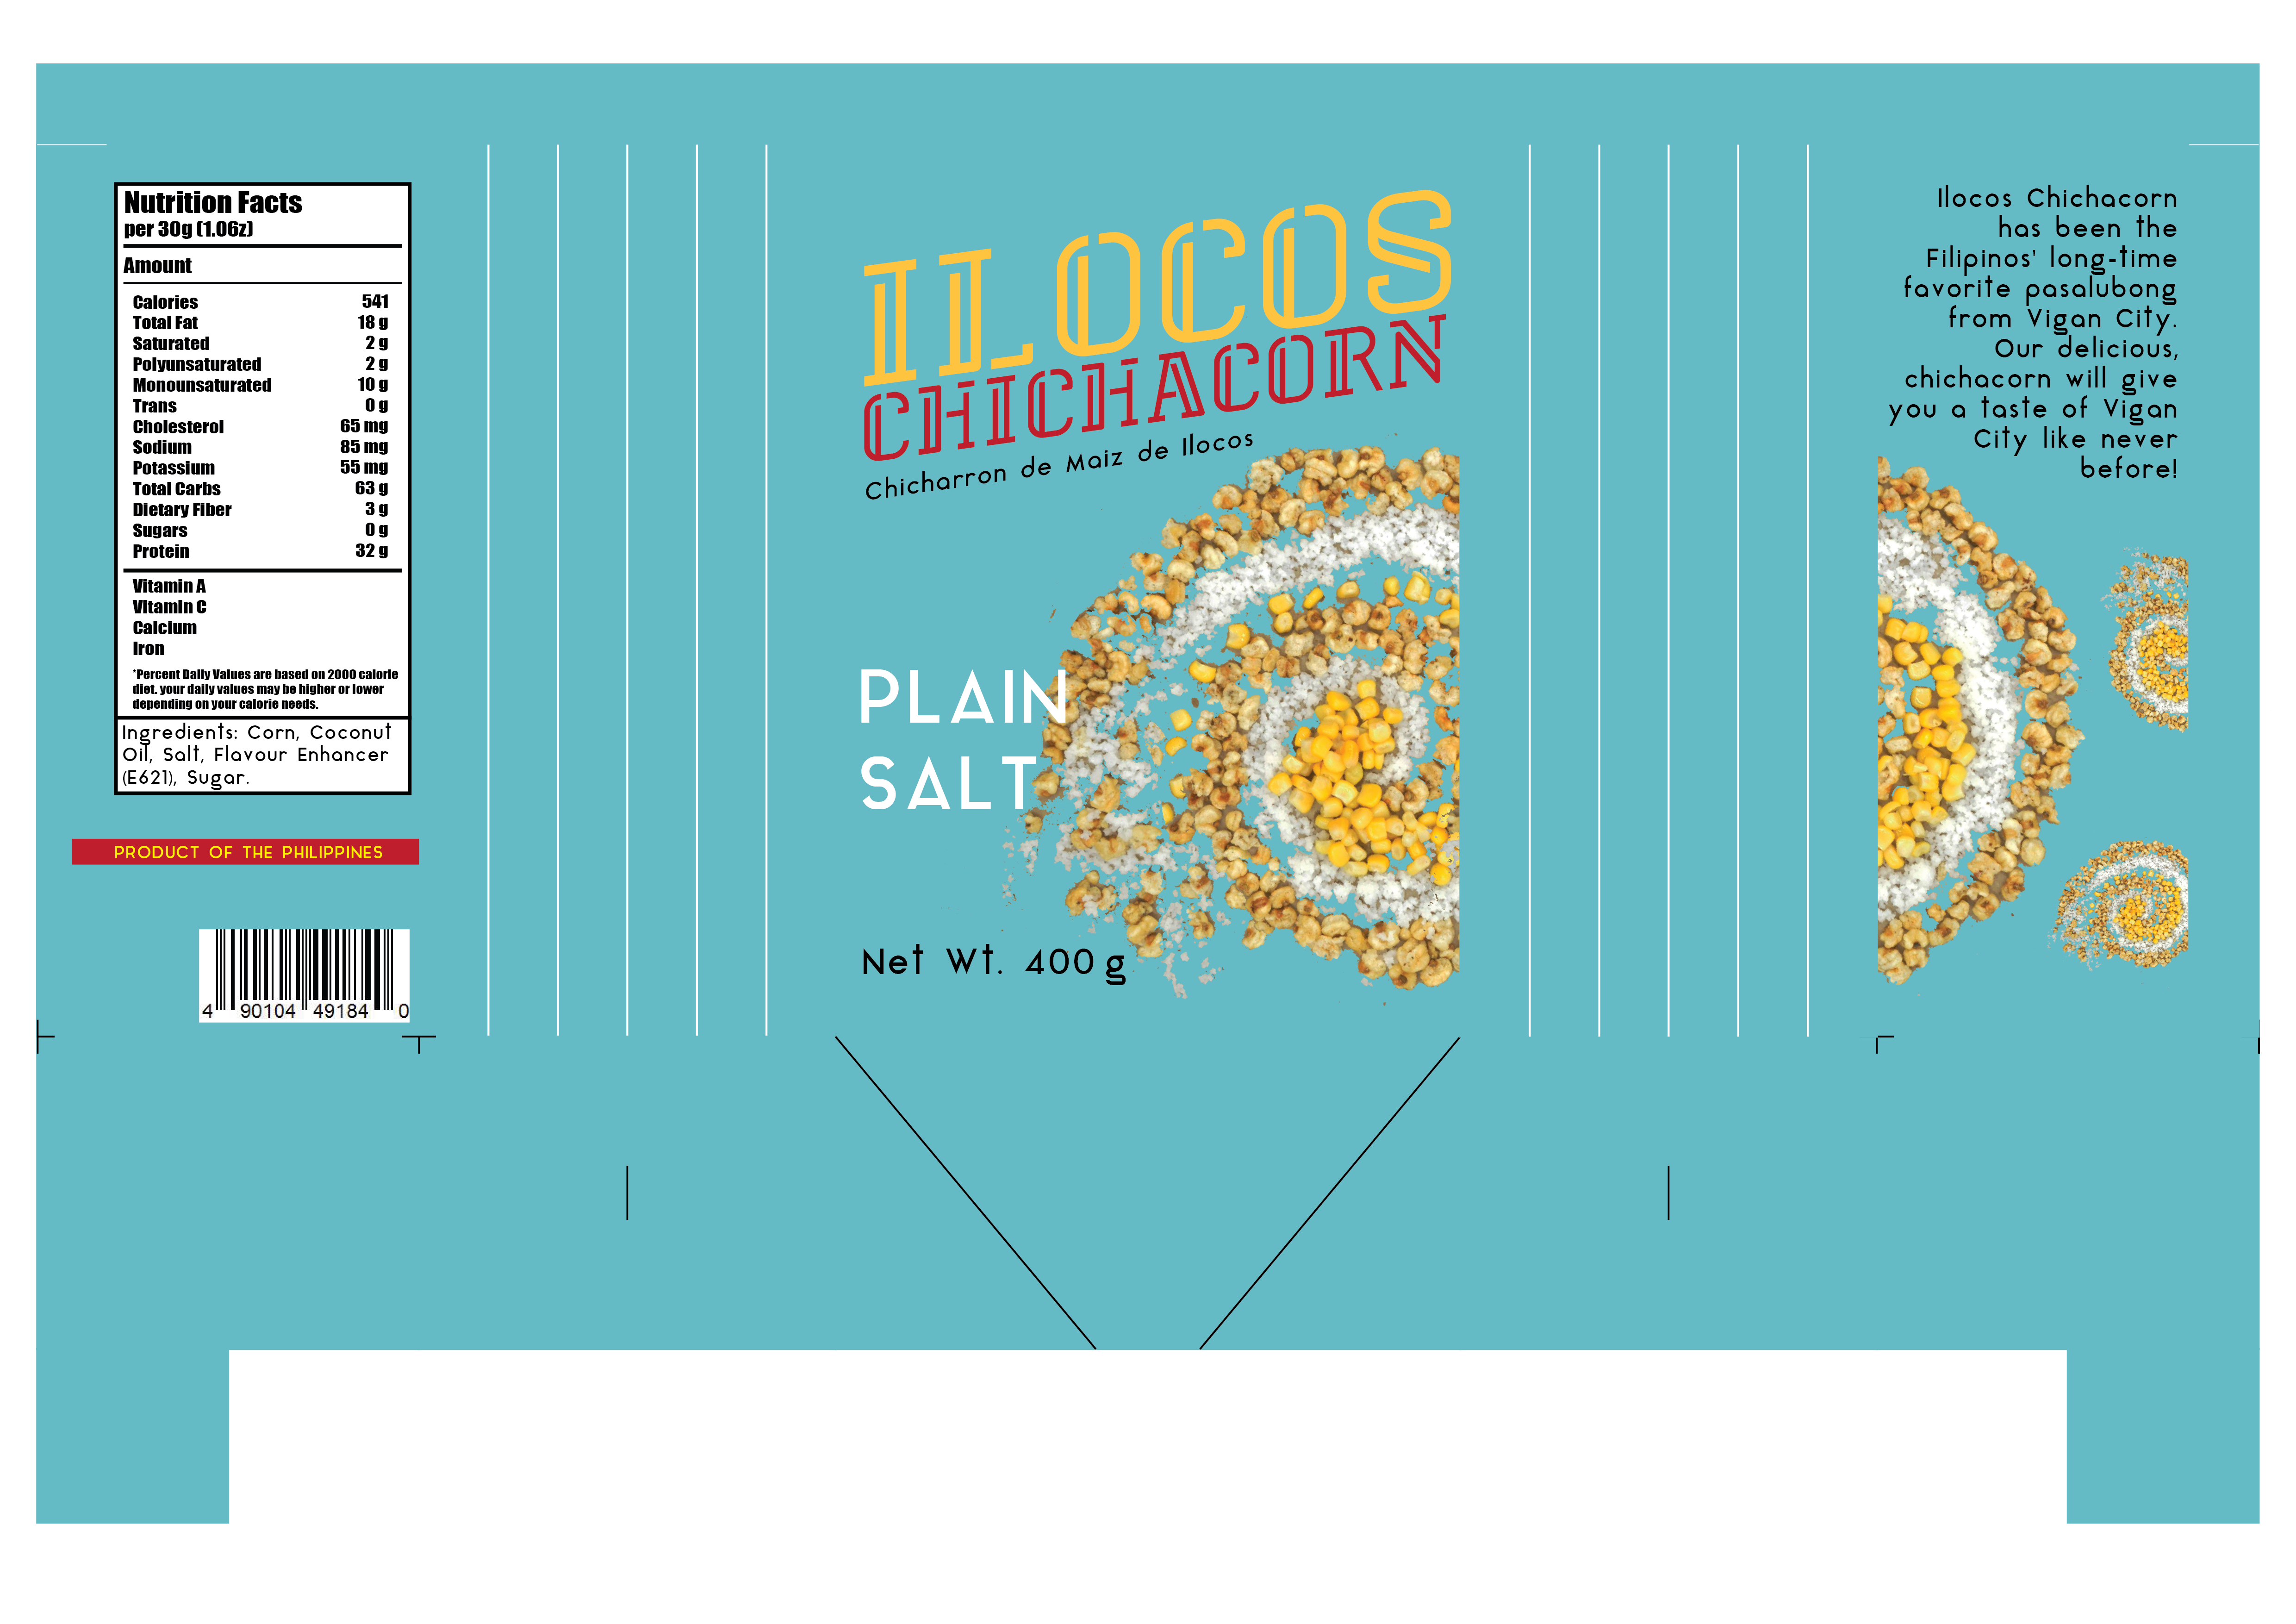 Nutrition Facts
per 30g (1.06z)
Amount
Calories 541
Total Fat 18 g
Saturated 2 g
Polyunsaturated 2 g
Monounsaturated 10 g
Trans 0 g
Cholesterol 65 mg
Sodium 85 mg
Potassium 55 mg
Total Carbs 63 g
Dietary Fiber 3 g
Sugars 0 g
Protein 32 g
Vitamin A
Vitamin C
Calcium
Iron
*Percent Daily Values are based on 2000 calorie
diet. your daily values may be higher or lower
depending on your calorie needs.
Ingredients: Corn, Coconut
Oil, Salt, Flavour Enhancer
(E621), Sugar.
PRODUCT OF THE PHILIPPINES
4 90104 49184 0
ILOCOS
CHICHACORN
Chicharron de Maiz de Ilocos
PLAIN
SALT
Net Wt. 400 g
Ilocos Chichacorn
has been the
Filipinos' long-time
favorite pasalubong
from Vigan City.
Our delicious,
chichacorn will give
you a taste of Vigan
City like never
before!